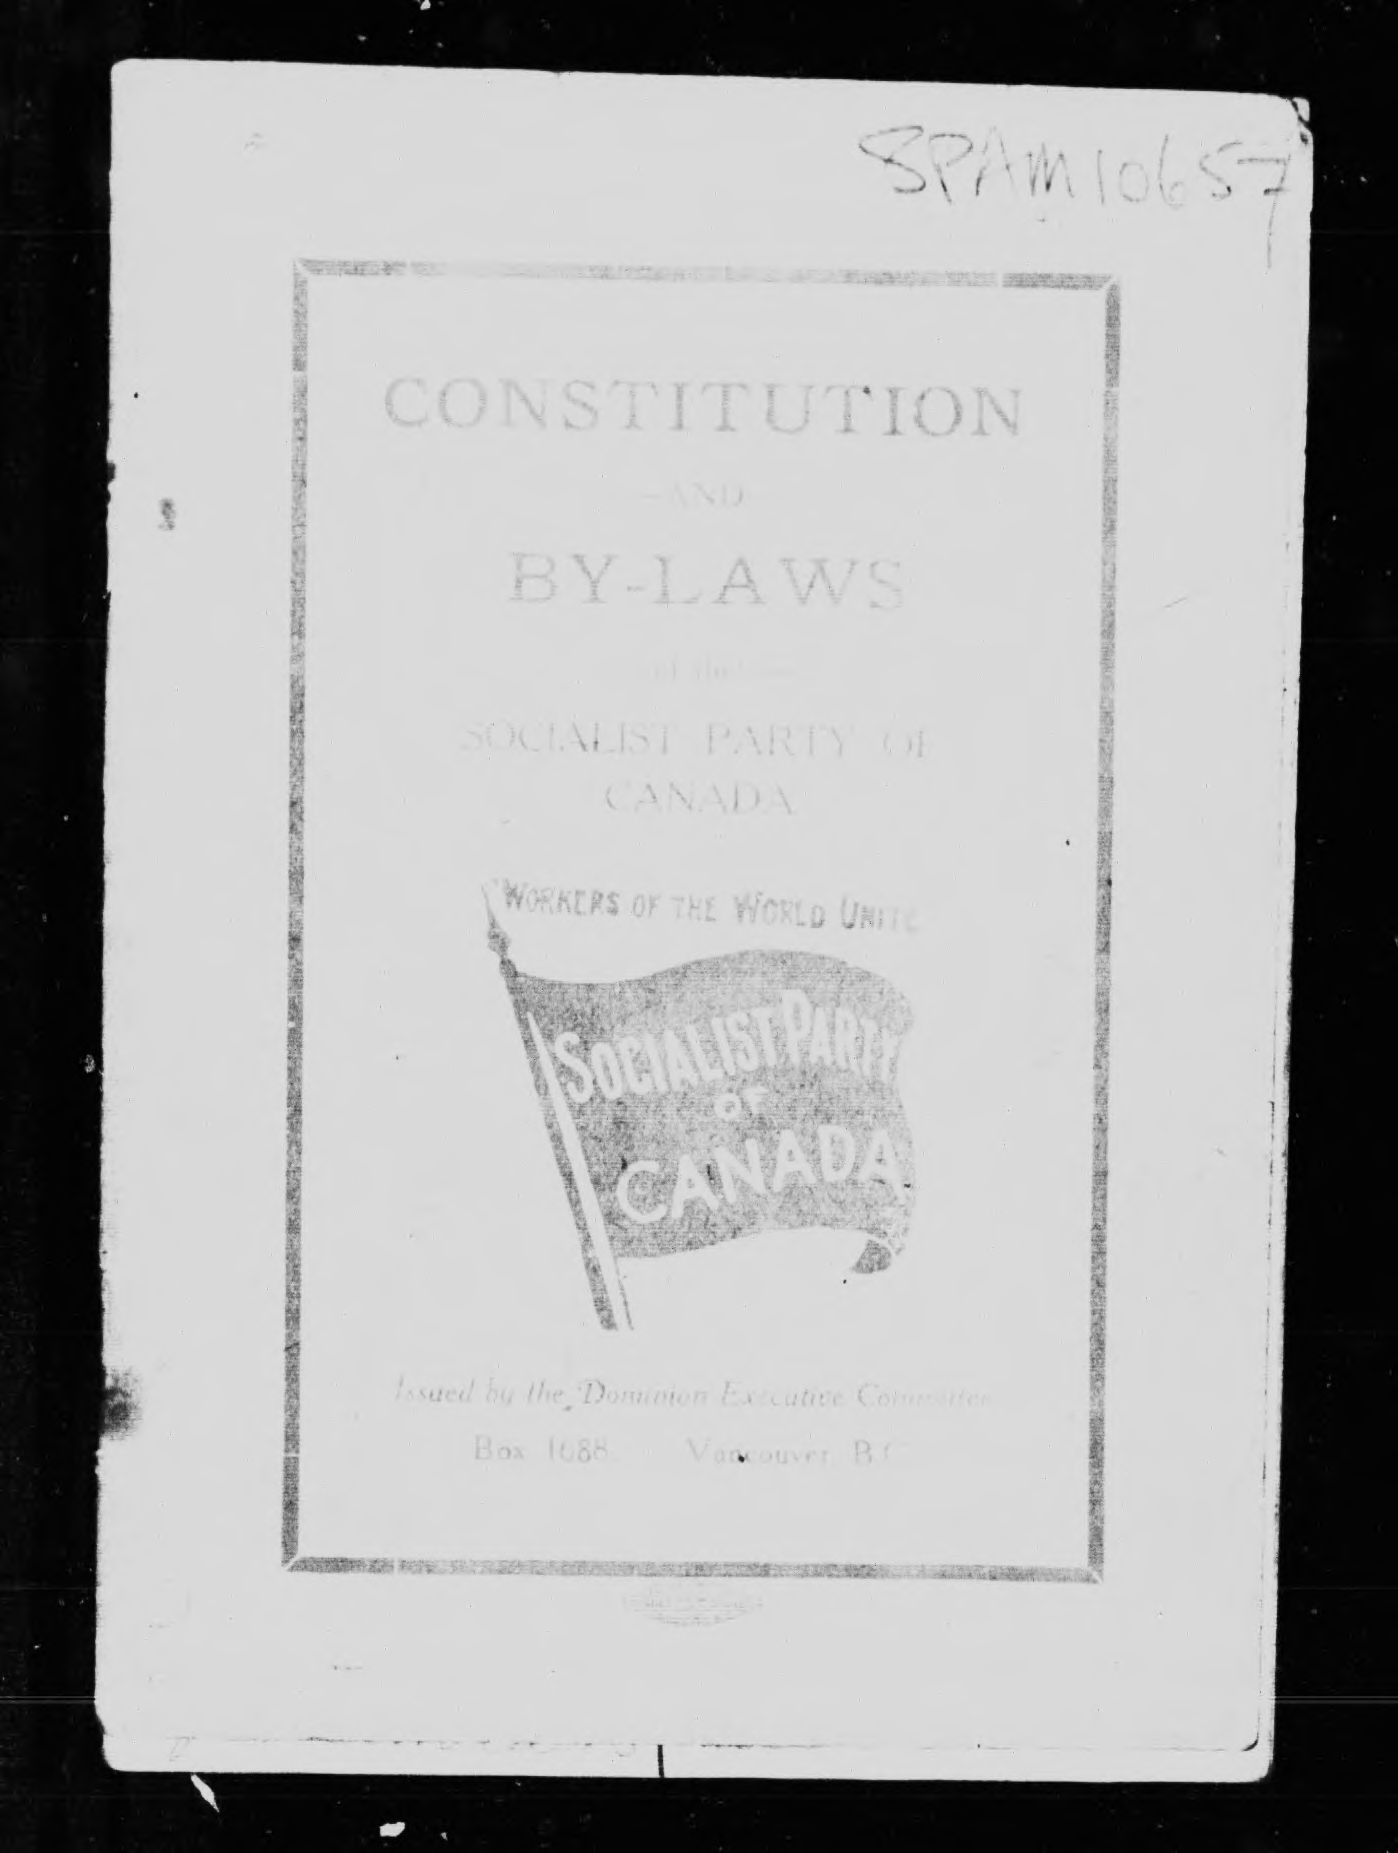 SPAM10657
CONSTITUTION
—AND—
BY-LAWS
of the—
SOCIALIST PARTY OF
CANADA
WORKERS OF THE WORLD UNITE
SOCIALIST PARTY
OF
CANADA
Issued by the Dominion Executive Committee
Box 1688. Vancouver, B.C.